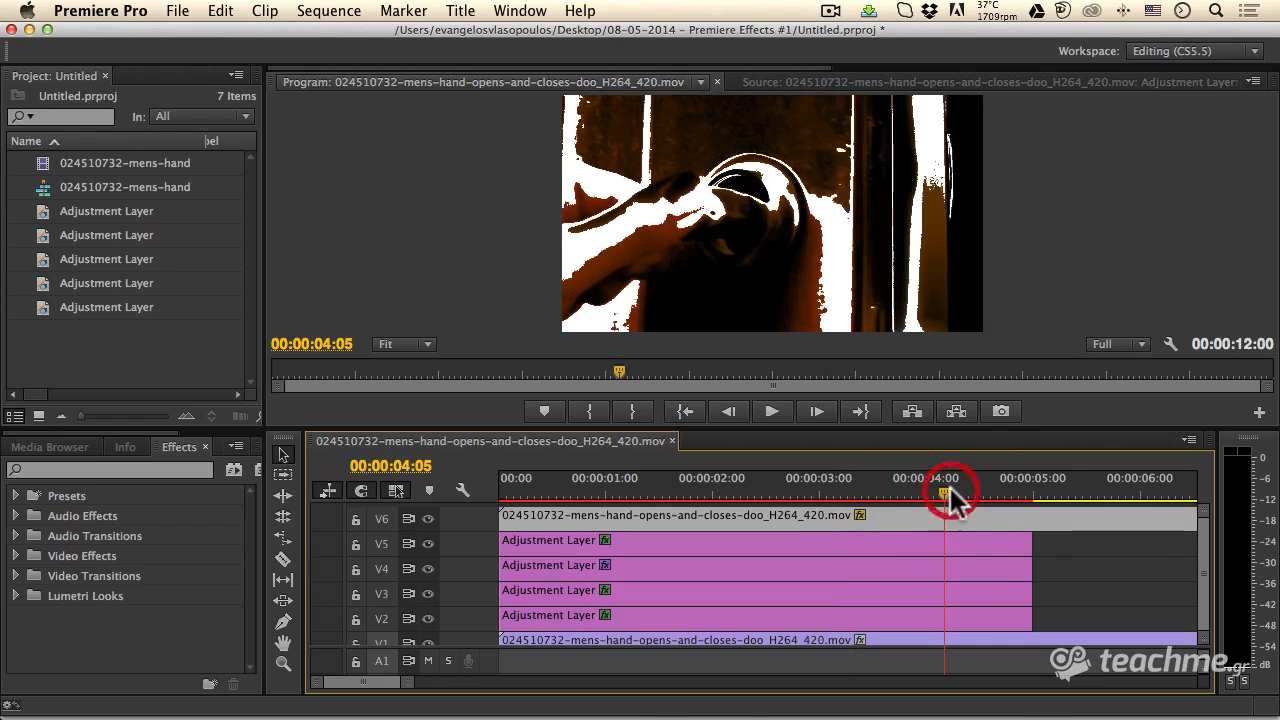 Premiere Pro File Edit Clip Sequence Marker Title Window Help 37°C 1709rpm
/Users/evangelosvlasopoulos/Desktop/08-05-2014 - Premiere Effects #1/Untitled.prproj *
Workspace: Editing (CS5.5)
Project: Untitled × Program: 024510732-mens-hand-opens-and-closes-doo_H264_420.mov × Source: 024510732-mens-hand-opens-and-closes-doo_H264_420.mov: Adjustment Layer:
Untitled.prproj 7 Items
In: All
Name bel
024510732-mens-hand
024510732-mens-hand
Adjustment Layer
Adjustment Layer
Adjustment Layer
Adjustment Layer
Adjustment Layer
00:00:04:05 Fit Full 00:00:12:00
Media Browser Info Effects ×
024510732-mens-hand-opens-and-closes-doo_H264_420.mov ×
00:00:04:05
00:00 00:00:01:00 00:00:02:00 00:00:03:00 00:00:04:00 00:00:05:00 00:00:06:00
Presets
Audio Effects
Audio Transitions
Video Effects
Video Transitions
Lumetri Looks
V6 024510732-mens-hand-opens-and-closes-doo_H264_420.mov fx
V5 Adjustment Layer fx
V4 Adjustment Layer fx
V3 Adjustment Layer fx
V2 Adjustment Layer fx
V1 024510732-mens-hand-opens-and-closes-doo_H264_420.mov fx
A1 M S
0
-6
-12
-18
-24
-30
-36
-42
-48
-54
dB
S S
teachme.gr